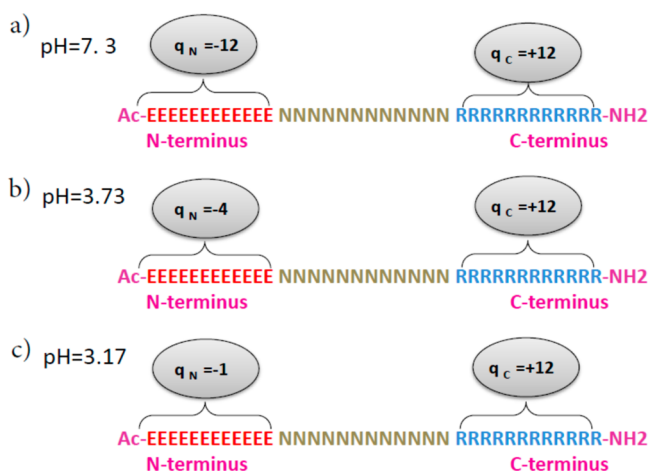 a) pH=7. 3
q N =-12
q C =+12
Ac-EEEEEEEEEEEE NNNNNNNNNNNN RRRRRRRRRRRR-NH2
N-terminus C-terminus
b) pH=3.73
q N =-4
q C =+12
Ac-EEEEEEEEEEEE NNNNNNNNNNNN RRRRRRRRRRRR-NH2
N-terminus C-terminus
c) pH=3.17
q N =-1
q C =+12
Ac-EEEEEEEEEEEE NNNNNNNNNNNN RRRRRRRRRRRR-NH2
N-terminus C-terminus